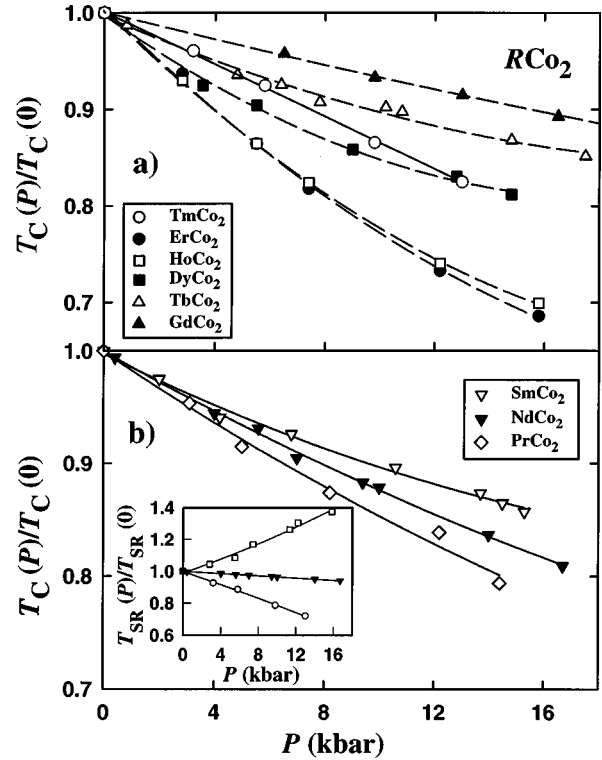 1.0
RCo2
0.9
TC(P)/TC(0)
a)
0.8
TmCo2
ErCo2
HoCo2
DyCo2
TbCo2
GdCo2
0.7
1.0
b)
SmCo2
NdCo2
PrCo2
0.9
TC(P)/TC(0)
0.8
0.7
TSR(P)/TSR(0)
1.4
1.2
1.0
0.8
0.6
0 4 8 12 16
P (kbar)
0 4 8 12 16
P (kbar)